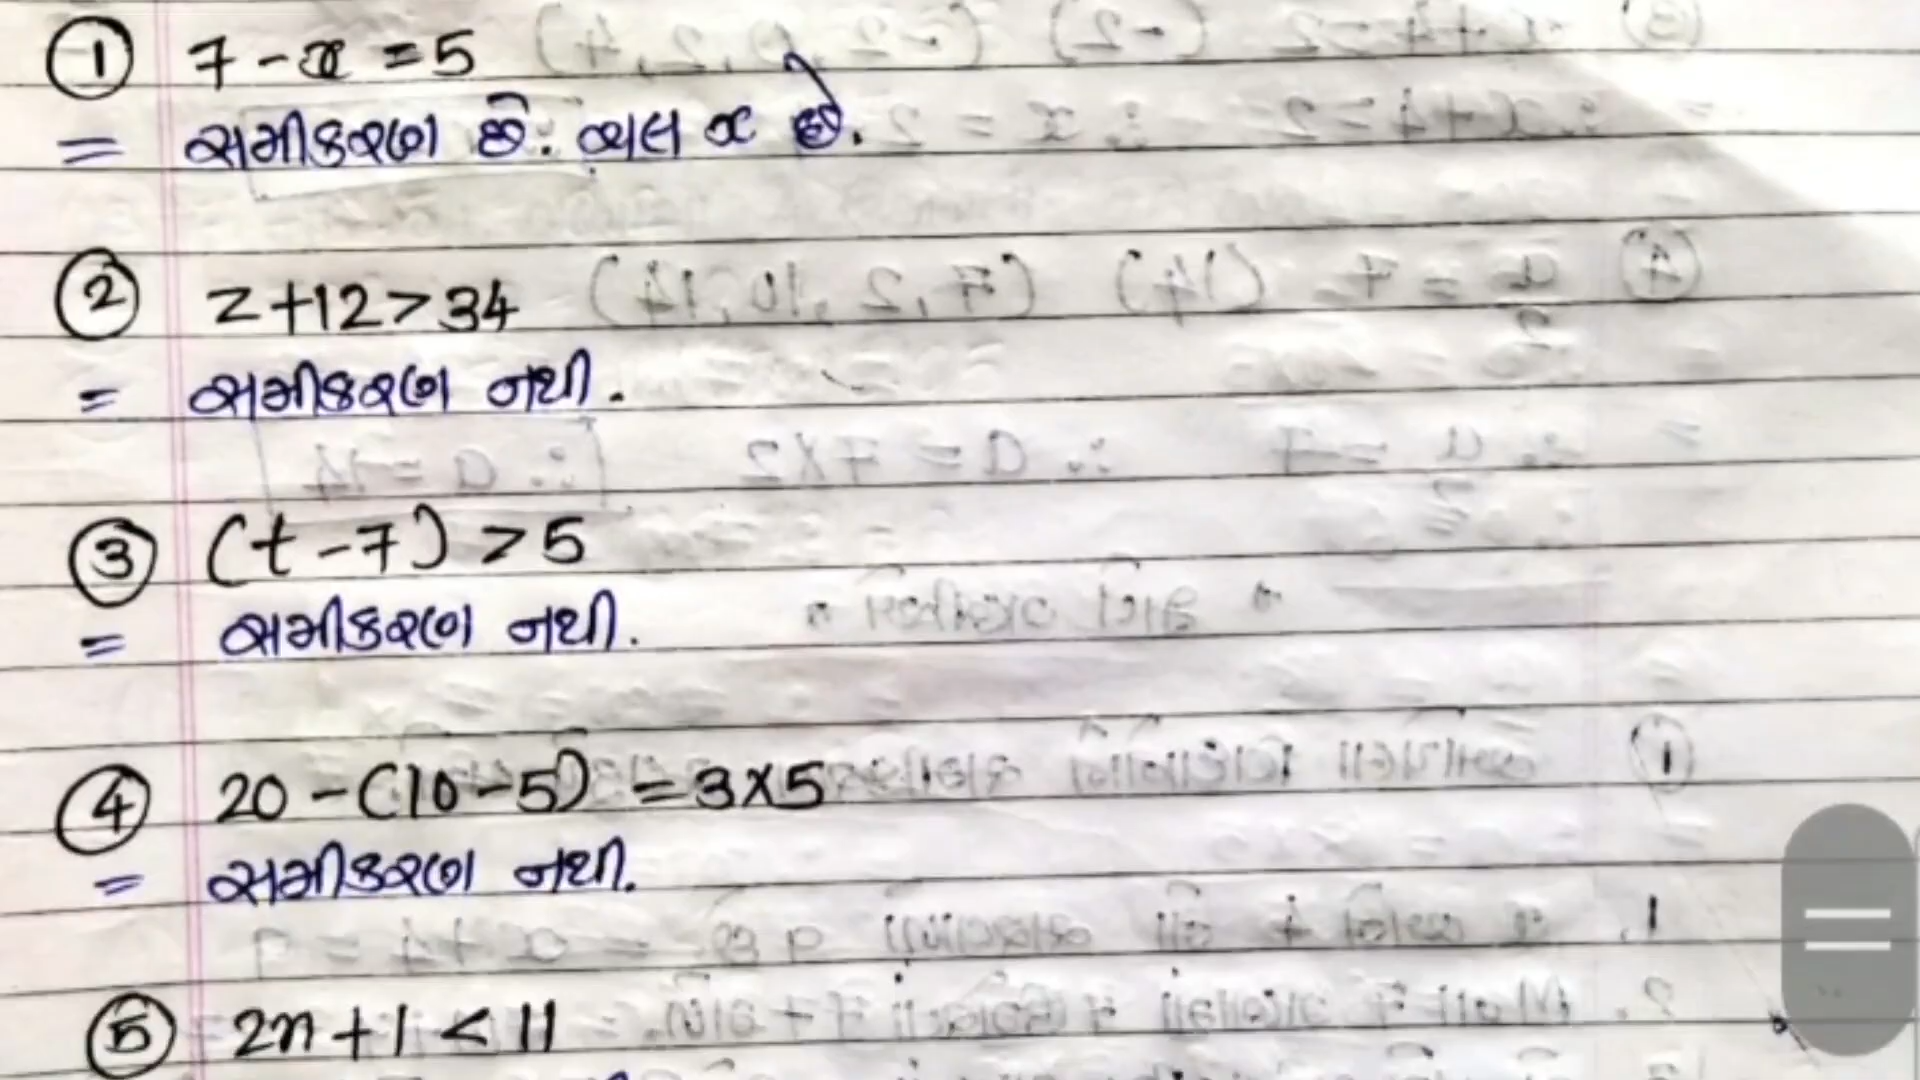 ① 7 - x = 5
= સમીકરણ છે. ચલ x છે.
② z + 12 > 34
= સમીકરણ નથી.
③ (t - 7) > 5
= સમીકરણ નથી.
④ 20 - (10 - 5) = 3 x 5
= સમીકરણ નથી.
⑤ 2n + 1 < 11